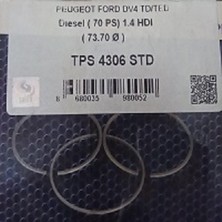 PEUGEOT FORD DV4 TD/TED
Diesel ( 70 PS) 1.4 HDI
( 73.70 Ø )
TPS 4306 STD
8 680035 980052